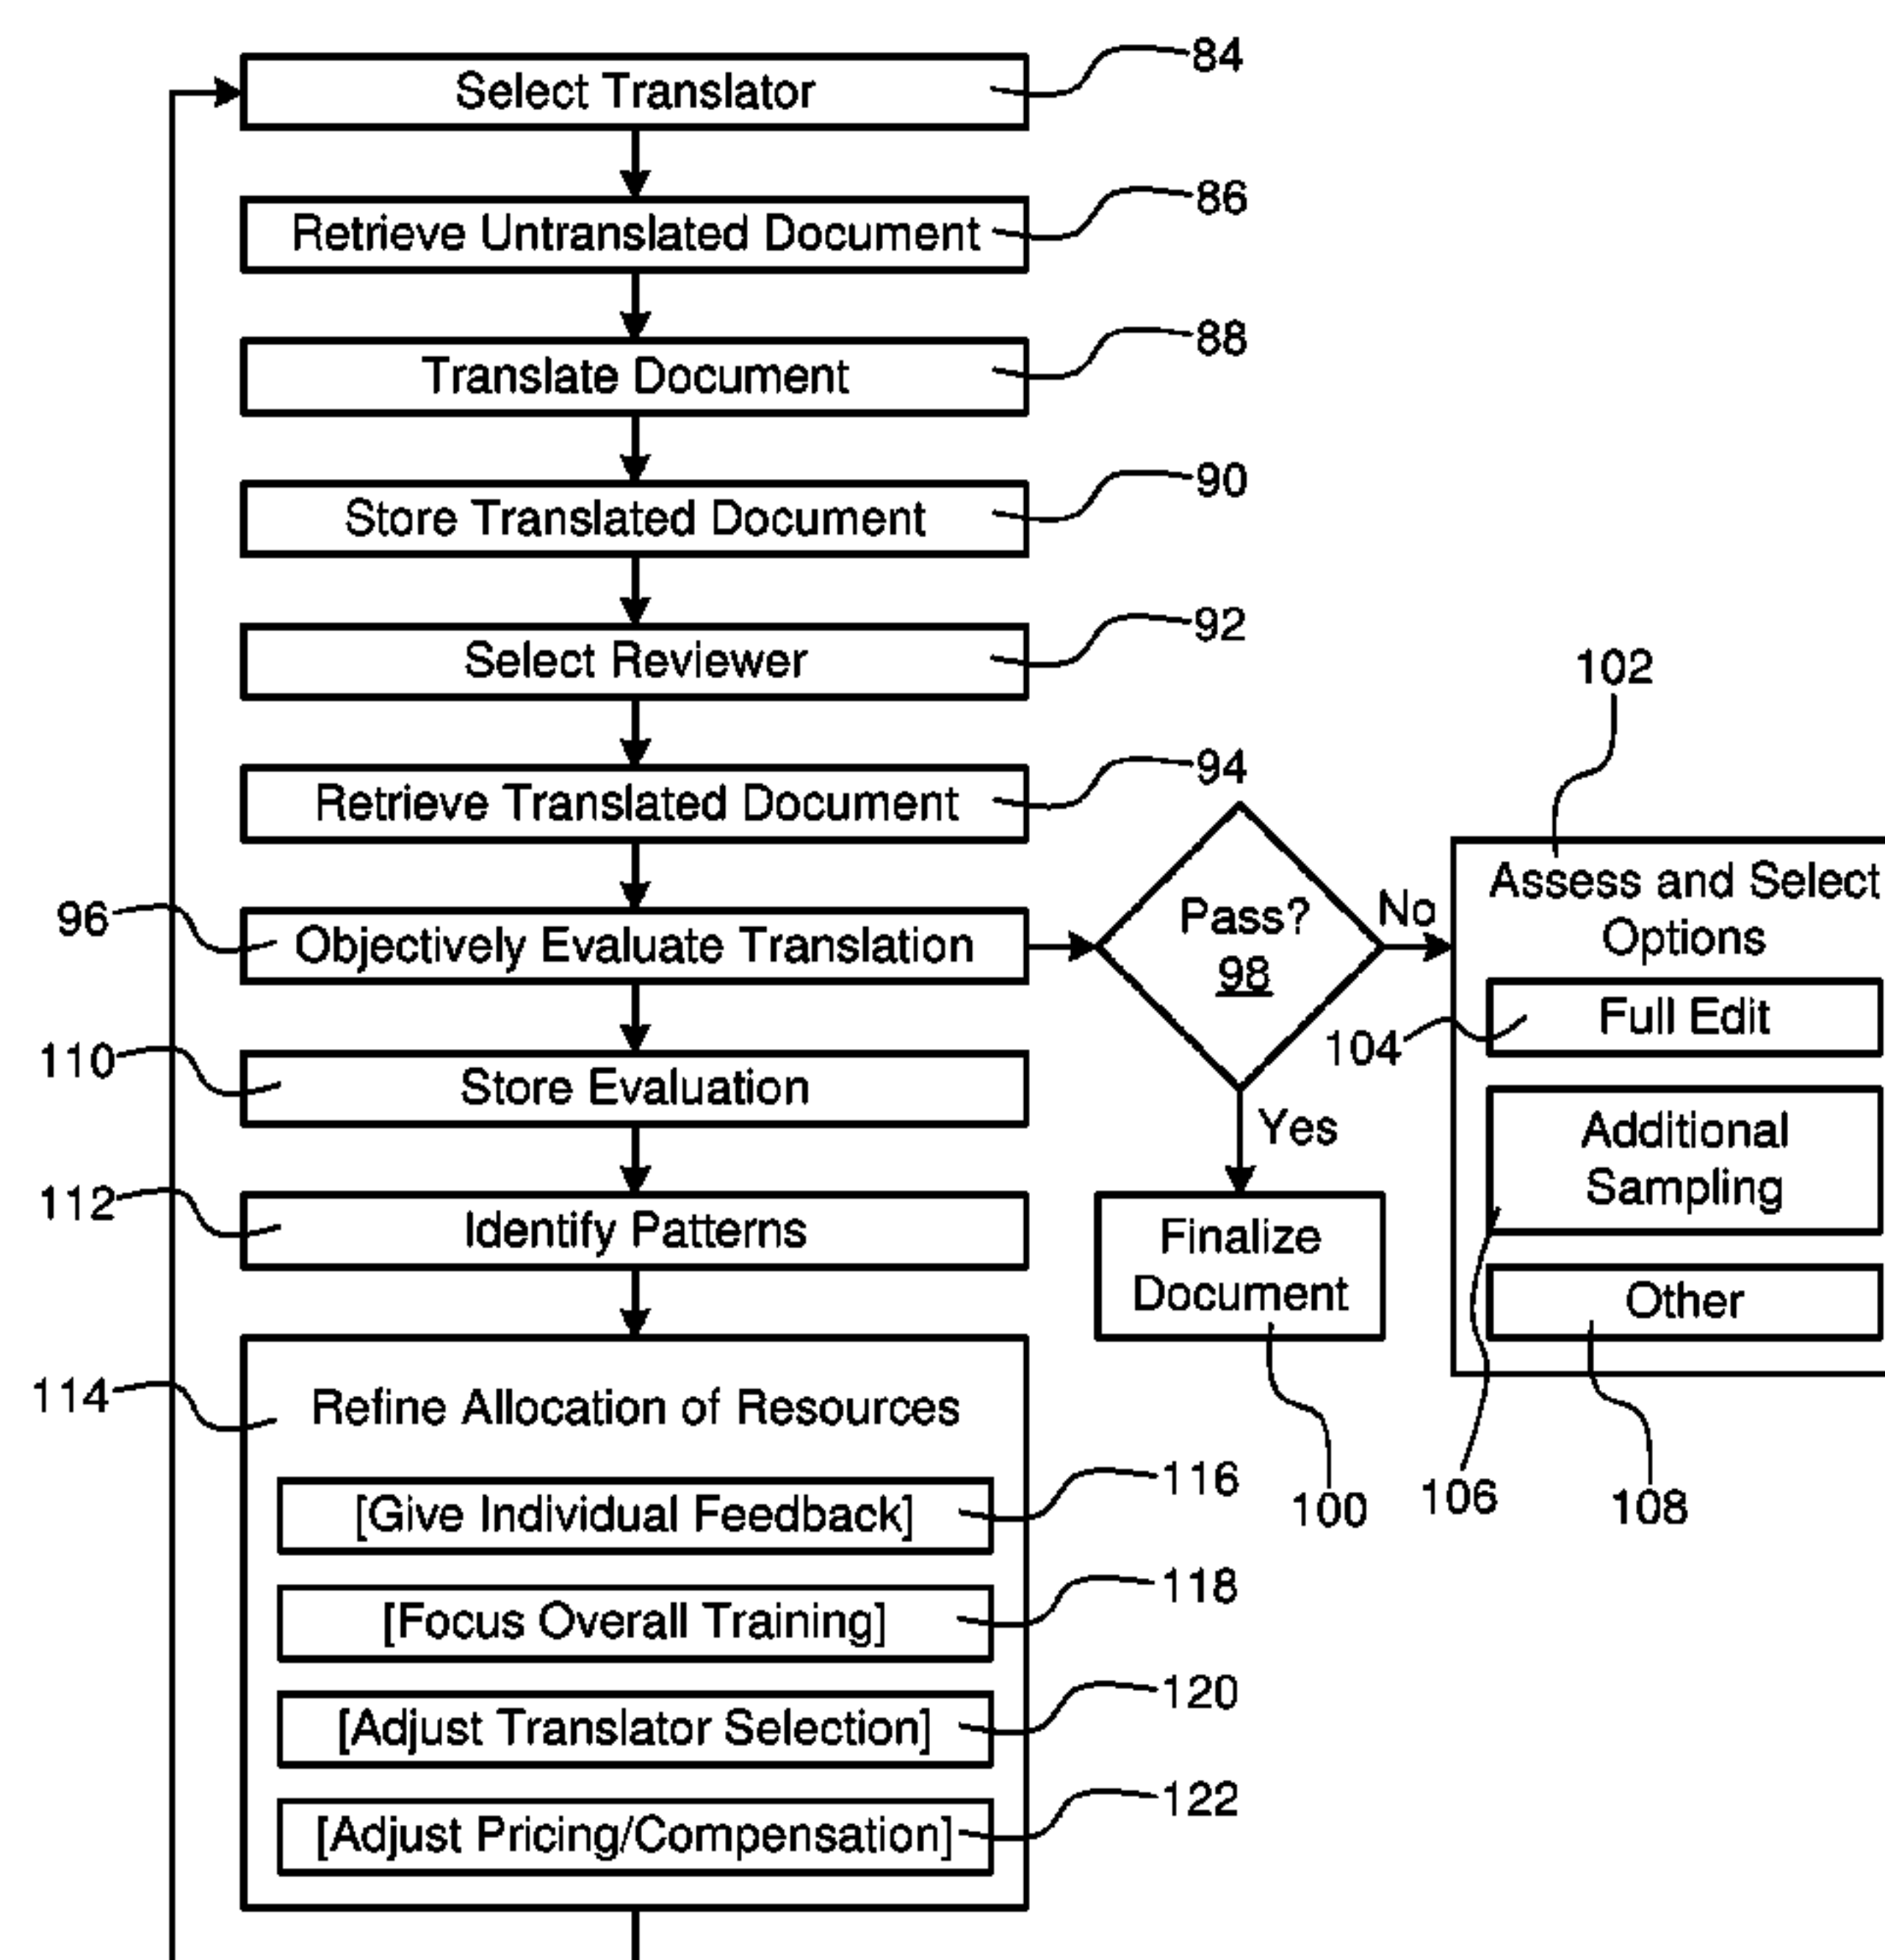 Select Translator
84
Retrieve Untranslated Document
86
Translate Document
88
Store Translated Document
90
Select Reviewer
92
Retrieve Translated Document
94
96
Objectively Evaluate Translation
Pass?
98
No
Yes
Finalize
Document
100
102
Assess and Select
Options
104
Full Edit
Additional
Sampling
106
Other
108
110
Store Evaluation
112
Identify Patterns
114
Refine Allocation of Resources
[Give Individual Feedback]
116
[Focus Overall Training]
118
[Adjust Translator Selection]
120
[Adjust Pricing/Compensation]
122